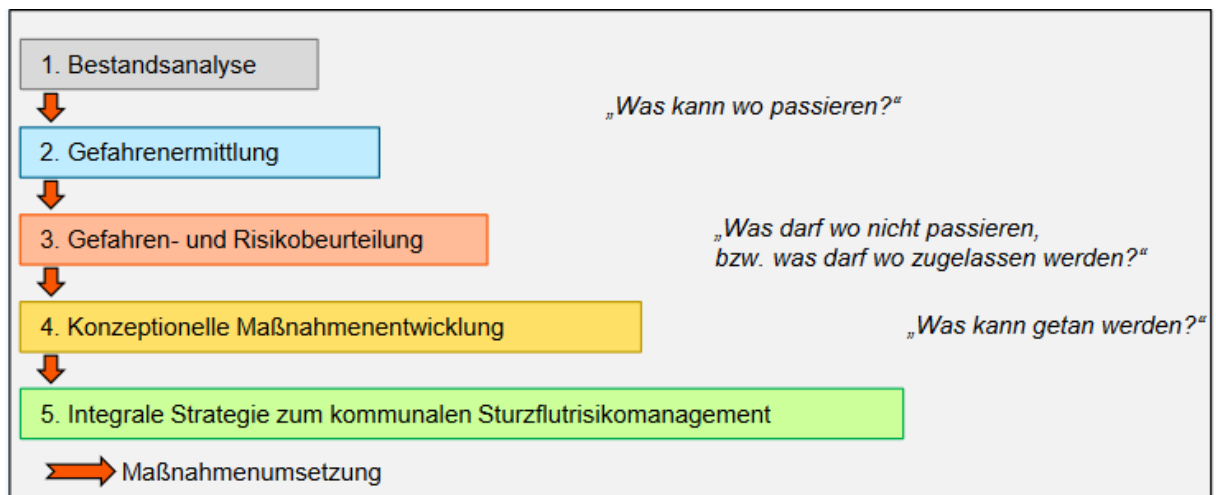 1. Bestandsanalyse
„Was kann wo passieren?“
2. Gefahrenermittlung
3. Gefahren- und Risikobeurteilung
„Was darf wo nicht passieren,
bzw. was darf wo zugelassen werden?“
4. Konzeptionelle Maßnahmenentwicklung
„Was kann getan werden?“
5. Integrale Strategie zum kommunalen Sturzflutrisikomanagement
Maßnahmenumsetzung